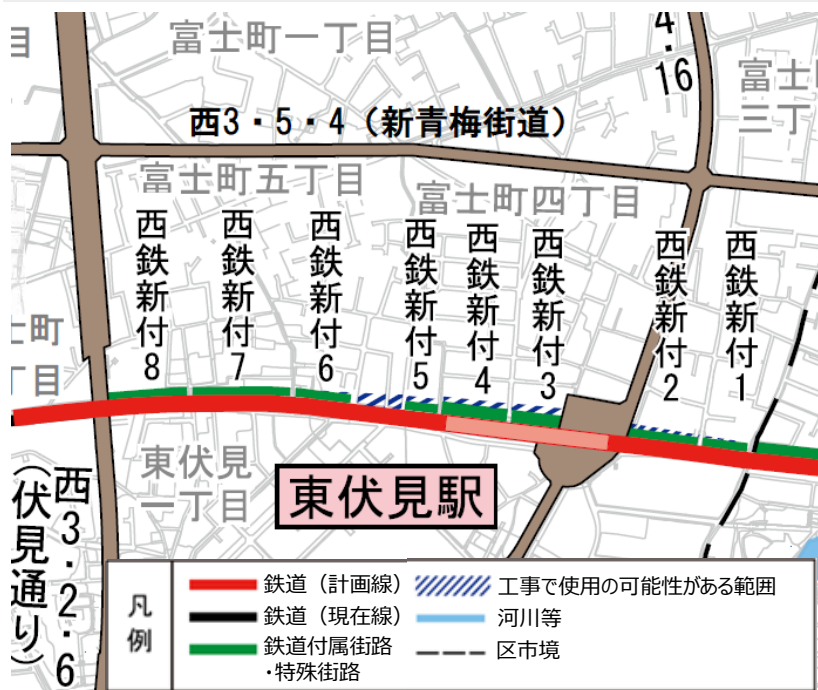 目
富士町一丁目
4・16
富士
三丁
西3・5・4（新青梅街道）
富士町五丁目
富士町四丁目
西鉄新付8
西鉄新付7
西鉄新付6
西鉄新付5
西鉄新付4
西鉄新付3
西鉄新付2
西鉄新付1
士町
丁目
東伏見
一丁目
東伏見駅
西3・2・6
（伏見通り）
凡例
鉄道（計画線）
鉄道（現在線）
鉄道付属街路
・特殊街路
工事で使用の可能性がある範囲
河川等
区市境